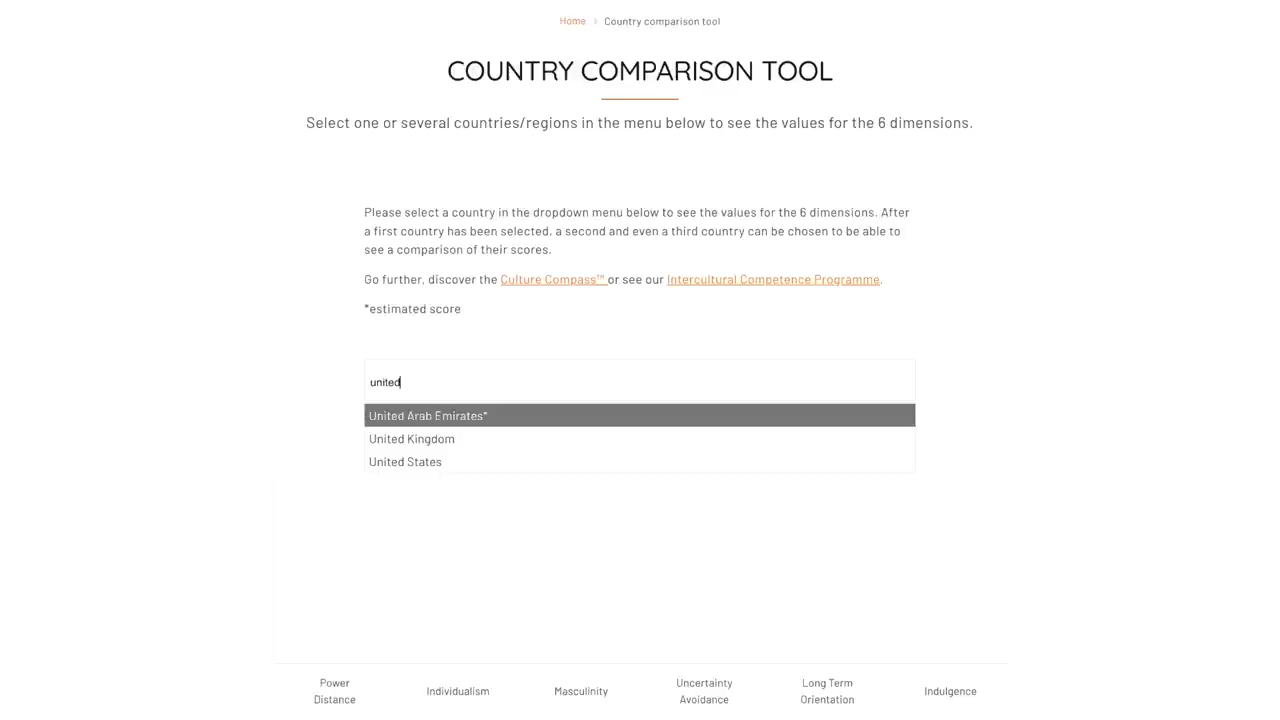 Home > Country comparison tool
COUNTRY COMPARISON TOOL
Select one or several countries/regions in the menu below to see the values for the 6 dimensions.
Please select a country in the dropdown menu below to see the values for the 6 dimensions. After
a first country has been selected, a second and even a third country can be chosen to be able to
see a comparison of their scores.
Go further, discover the Culture Compass™ or see our Intercultural Competence Programme.
*estimated score
united
United Arab Emirates*
United Kingdom
United States
Power Distance
Individualism
Masculinity
Uncertainty Avoidance
Long Term Orientation
Indulgence